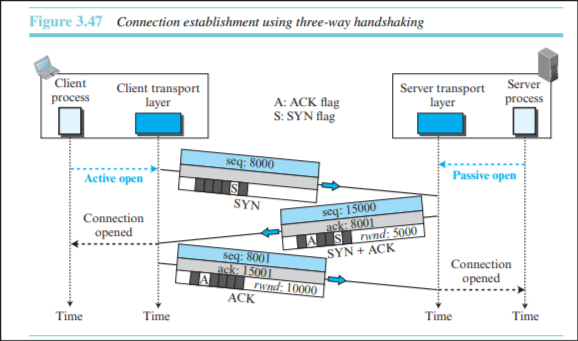 Figure 3.47 Connection establishment using three-way handshaking
Client
process
Client transport
layer
A: ACK flag
S: SYN flag
Server transport
layer
Server
process
Active open
seq: 8000
S
SYN
Passive open
seq: 15000
ack: 8001
A S rwnd: 5000
SYN + ACK
Connection
opened
seq: 8001
ack: 15001
A rwnd: 10000
ACK
Connection
opened
Time
Time
Time
Time